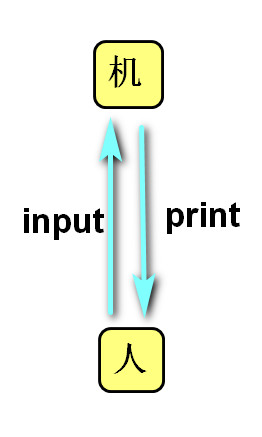 机
input
print
人